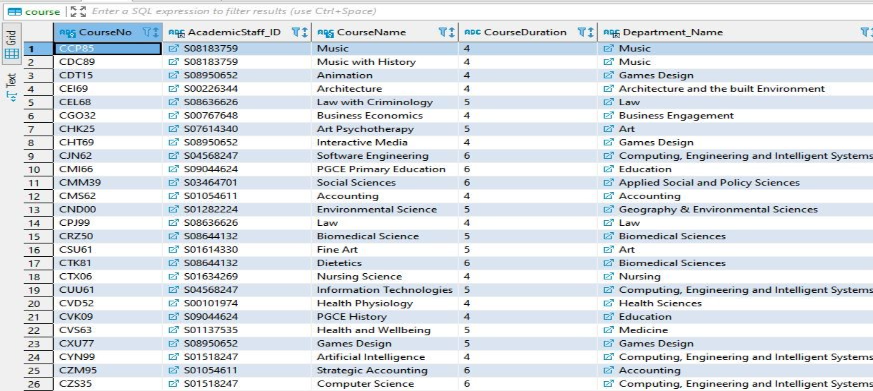 course Enter a SQL expression to filter results (use Ctrl+Space)
Grid
Text
CourseNo AcademicStaff_ID CourseName CourseDuration Department_Name
1 CCP85 S08183759 Music 4 Music
2 CDC89 S08183759 Music with History 4 Music
3 CDT15 S08950652 Animation 4 Games Design
4 CEI69 S00226344 Architecture 4 Architecture and the built Environment
5 CEL68 S08636626 Law with Criminology 5 Law
6 CGO32 S00767648 Business Economics 4 Business Engagement
7 CHK25 S07614340 Art Psychotherapy 5 Art
8 CHT69 S08950652 Interactive Media 4 Games Design
9 CJN62 S04568247 Software Engineering 6 Computing, Engineering and Intelligent Systems
10 CMI66 S09044624 PGCE Primary Education 6 Education
11 CMM39 S03464701 Social Sciences 6 Applied Social and Policy Sciences
12 CMS62 S01054611 Accounting 4 Accounting
13 CND00 S01282224 Environmental Science 5 Geography & Environmental Sciences
14 CPJ99 S08636626 Law 4 Law
15 CRZ50 S08644132 Biomedical Science 5 Biomedical Sciences
16 CSU61 S01614330 Fine Art 5 Art
17 CTK81 S08644132 Dietetics 6 Biomedical Sciences
18 CTX06 S01634269 Nursing Science 4 Nursing
19 CUU61 S04568247 Information Technologies 5 Computing, Engineering and Intelligent Systems
20 CVD52 S00101974 Health Physiology 4 Health Sciences
21 CVK09 S09044624 PGCE History 4 Education
22 CVS63 S01137535 Health and Wellbeing 5 Medicine
23 CXU77 S08950652 Games Design 5 Games Design
24 CYN99 S01518247 Artificial Intelligence 4 Computing, Engineering and Intelligent Systems
25 CZM95 S01054611 Strategic Accounting 6 Accounting
26 CZS35 S01518247 Computer Science 6 Computing, Engineering and Intelligent Systems